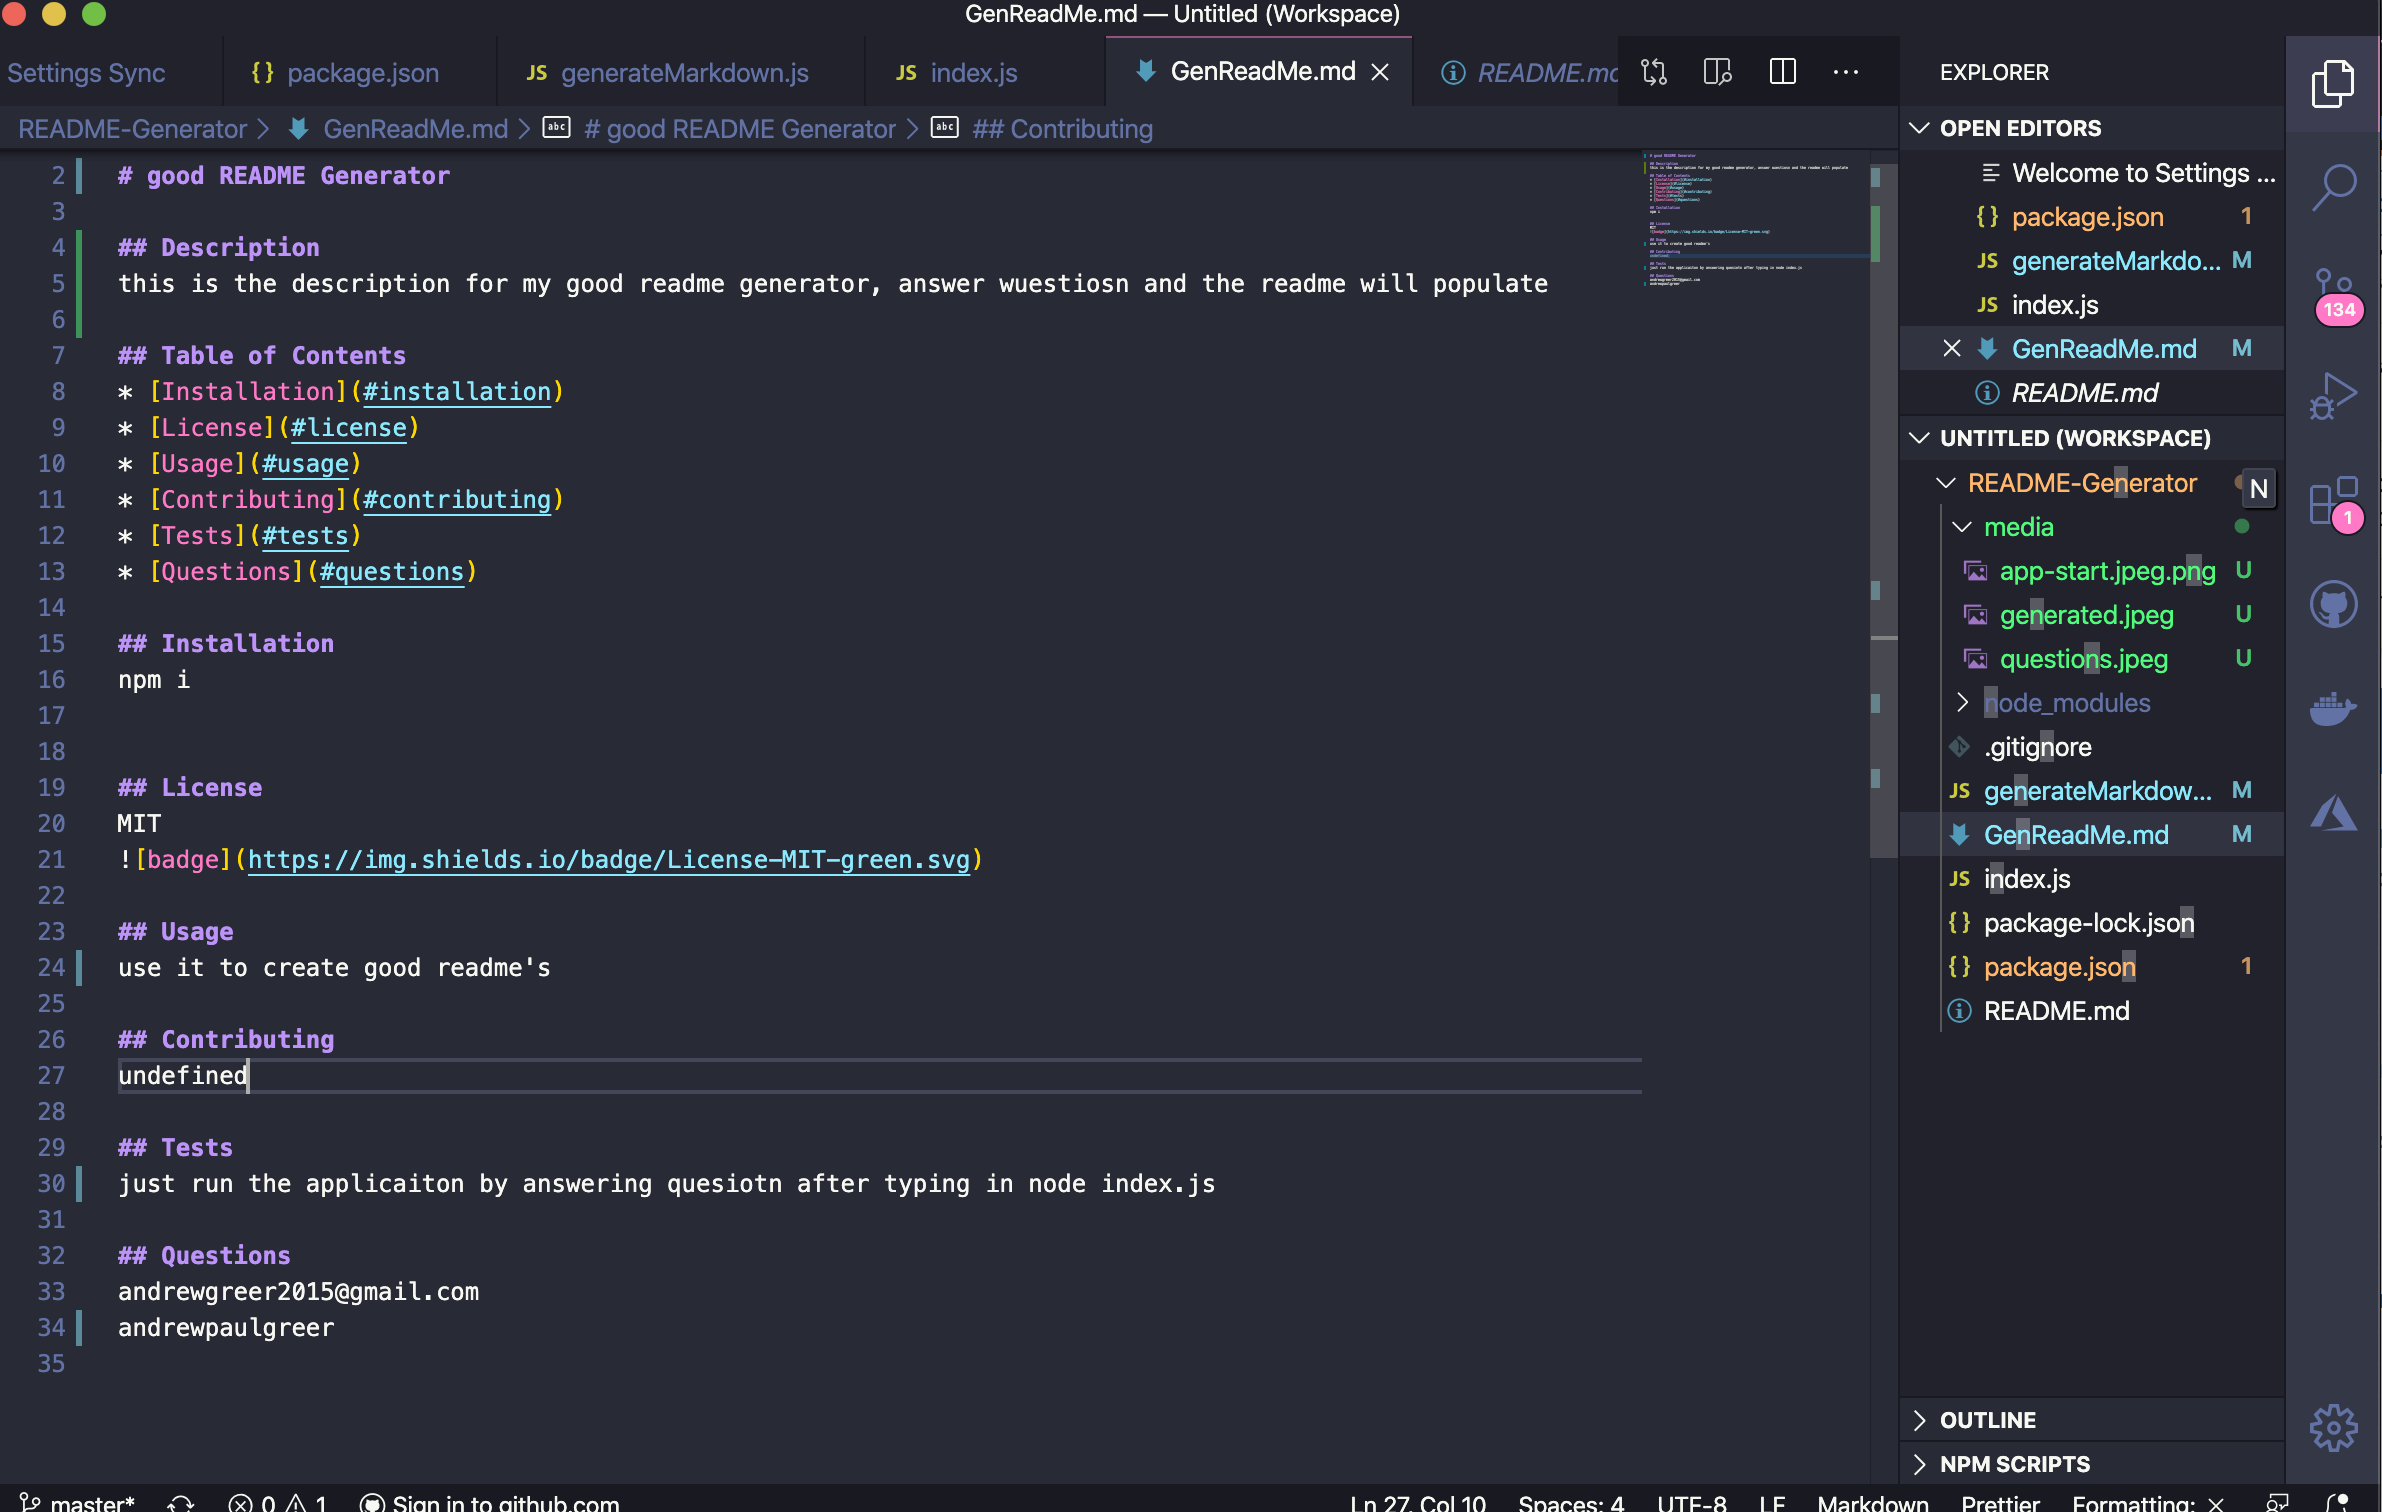 GenReadMe.md — Untitled (Workspace)
Settings Sync
{} package.json
JS generateMarkdown.js
JS index.js
GenReadMe.md
README.md
README-Generator > GenReadMe.md > abc # good README Generator > abc ## Contributing
2 # good README Generator
3
4 ## Description
5 this is the description for my good readme generator, answer wuestiosn and the readme will populate
6
7 ## Table of Contents
8 * [Installation](#installation)
9 * [License](#license)
10 * [Usage](#usage)
11 * [Contributing](#contributing)
12 * [Tests](#tests)
13 * [Questions](#questions)
14
15 ## Installation
16 npm i
17
18
19 ## License
20 MIT
21 ![badge](https://img.shields.io/badge/License-MIT-green.svg)
22
23 ## Usage
24 use it to create good readme's
25
26 ## Contributing
27 undefined
28
29 ## Tests
30 just run the applicaiton by answering quesiotn after typing in node index.js
31
32 ## Questions
33 andrewgreer2015@gmail.com
34 andrewpaulgreer
35
EXPLORER
OPEN EDITORS
Welcome to Settings ...
{} package.json 1
JS generateMarkdo... M
JS index.js
GenReadMe.md M
README.md
UNTITLED (WORKSPACE)
README-Generator N
media
app-start.jpeg.png U
generated.jpeg U
questions.jpeg U
node_modules
.gitignore
JS generateMarkdow... M
GenReadMe.md M
JS index.js
{} package-lock.json
{} package.json 1
README.md
OUTLINE
NPM SCRIPTS
134
1
master* 0 1 Sign in to github.com
Ln 27, Col 10 Spaces: 4 UTF-8 LF Markdown Prettier Formatting: ×